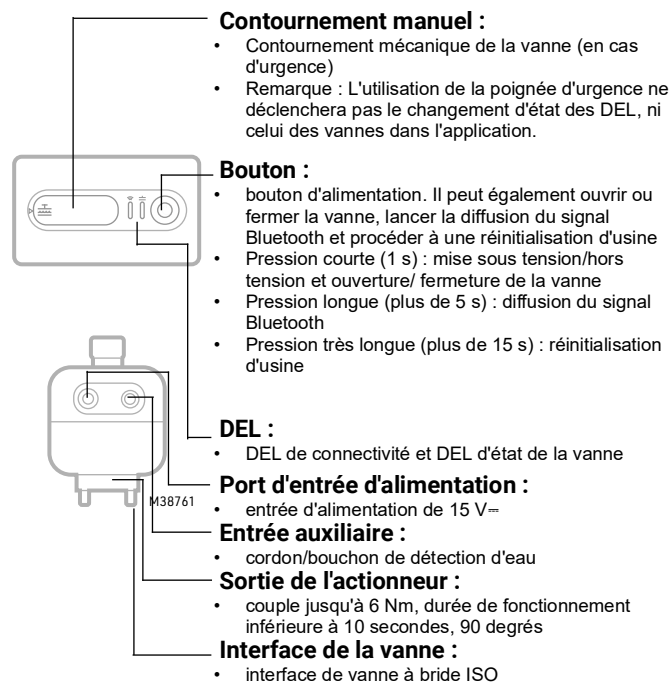 Contournement manuel :
• Contournement mécanique de la vanne (en cas
d'urgence)
• Remarque : L'utilisation de la poignée d'urgence ne
déclenchera pas le changement d'état des DEL, ni
celui des vannes dans l'application.
Bouton :
• bouton d'alimentation. Il peut également ouvrir ou
fermer la vanne, lancer la diffusion du signal
Bluetooth et procéder à une réinitialisation d'usine
• Pression courte (1 s) : mise sous tension/hors
tension et ouverture/ fermeture de la vanne
• Pression longue (plus de 5 s) : diffusion du signal
Bluetooth
• Pression très longue (plus de 15 s) : réinitialisation
d'usine
DEL :
• DEL de connectivité et DEL d'état de la vanne
Port d'entrée d'alimentation :
M38761
• entrée d'alimentation de 15 V⎓
Entrée auxiliaire :
• cordon/bouchon de détection d'eau
Sortie de l'actionneur :
• couple jusqu'à 6 Nm, durée de fonctionnement
inférieure à 10 secondes, 90 degrés
Interface de la vanne :
• interface de vanne à bride ISO